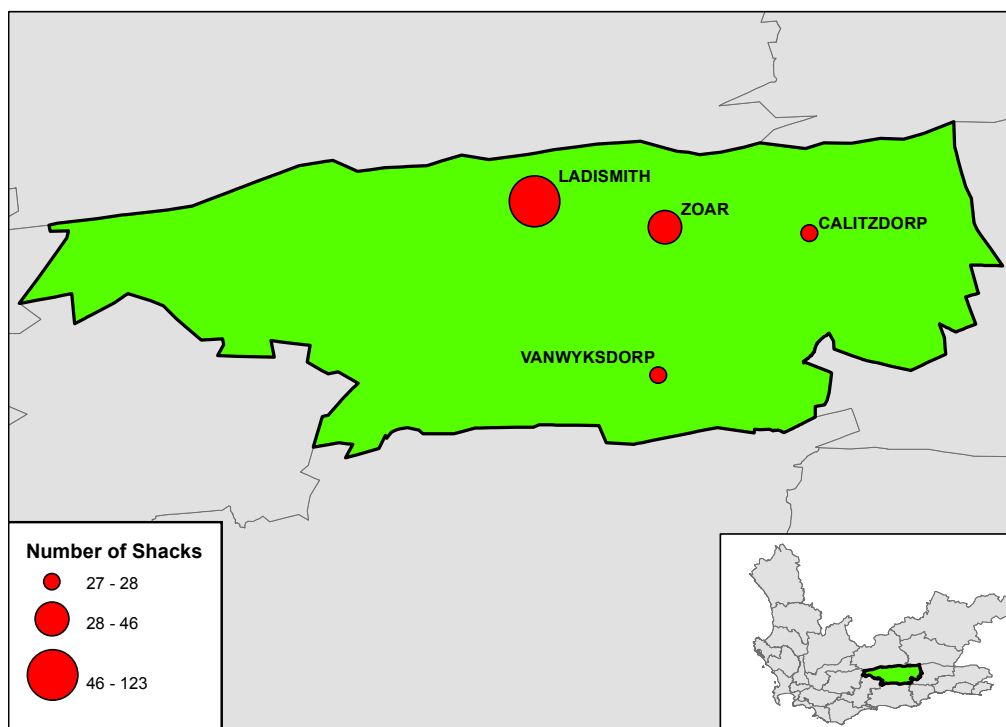 LADISMITH
ZOAR
CALITZDORP
VANWYKSDORP
Number of Shacks
27 - 28
28 - 46
46 - 123